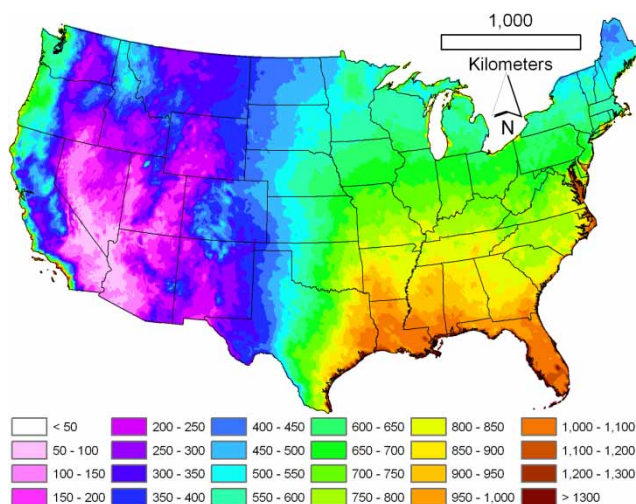 1,000
Kilometers
N
< 50
200 - 250
400 - 450
600 - 650
800 - 850
1,000 - 1,100
50 - 100
250 - 300
450 - 500
650 - 700
850 - 900
1,100 - 1,200
100 - 150
300 - 350
500 - 550
700 - 750
900 - 950
1,200 - 1,300
150 - 200
350 - 400
550 - 600
750 - 800
950 - 1,000
> 1300